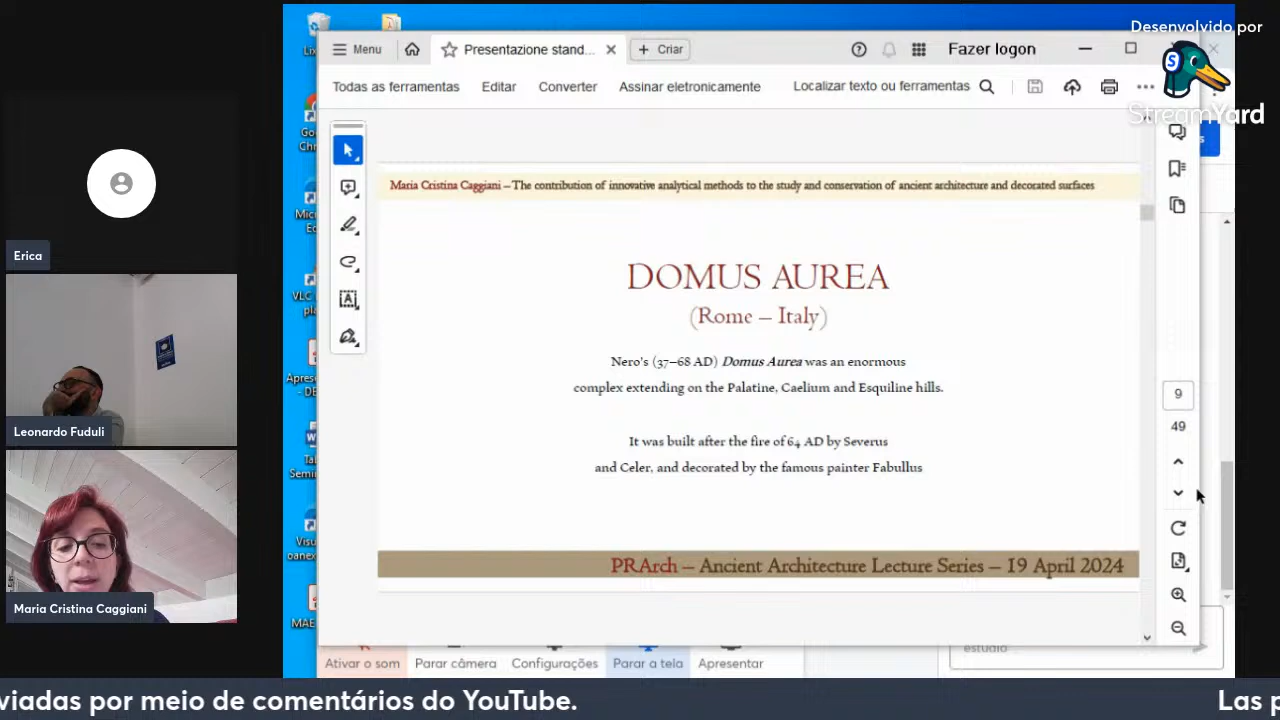 Desenvolvido por
StreamYard
Menu
Presentazione stand...
Criar
Fazer logon
Todas as ferramentas
Editar
Converter
Assinar eletronicamente
Localizar texto ou ferramentas
Maria Cristina Caggiani – The contribution of innovative analytical methods to the study and conservation of ancient architecture and decorated surfaces
DOMUS AUREA
(Rome – Italy)
Nero's (37–68 AD) Domus Aurea was an enormous
complex extending on the Palatine, Caelium and Esquiline hills.
It was built after the fire of 64 AD by Severus
and Celer, and decorated by the famous painter Fabullus
PRArch – Ancient Architecture Lecture Series – 19 April 2024
9
49
Erica
Leonardo Fuduli
Maria Cristina Caggiani
Ativar o som
Parar câmera
Configurações
Parar a tela
Apresentar
estúdio
viadas por meio de comentários do YouTube.
Las p